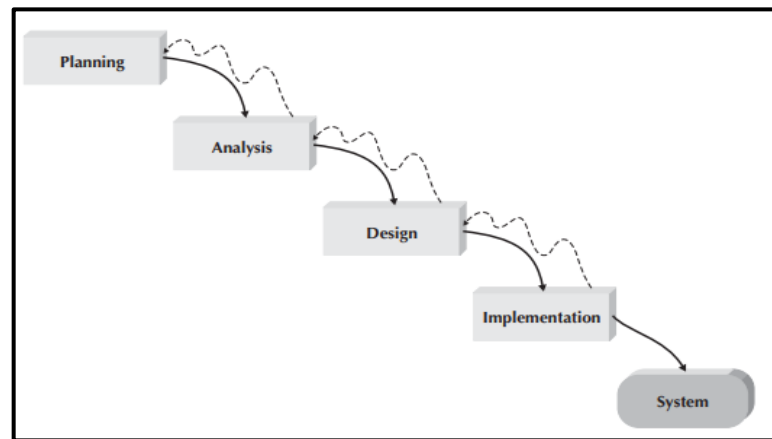 Planning
Analysis
Design
Implementation
System